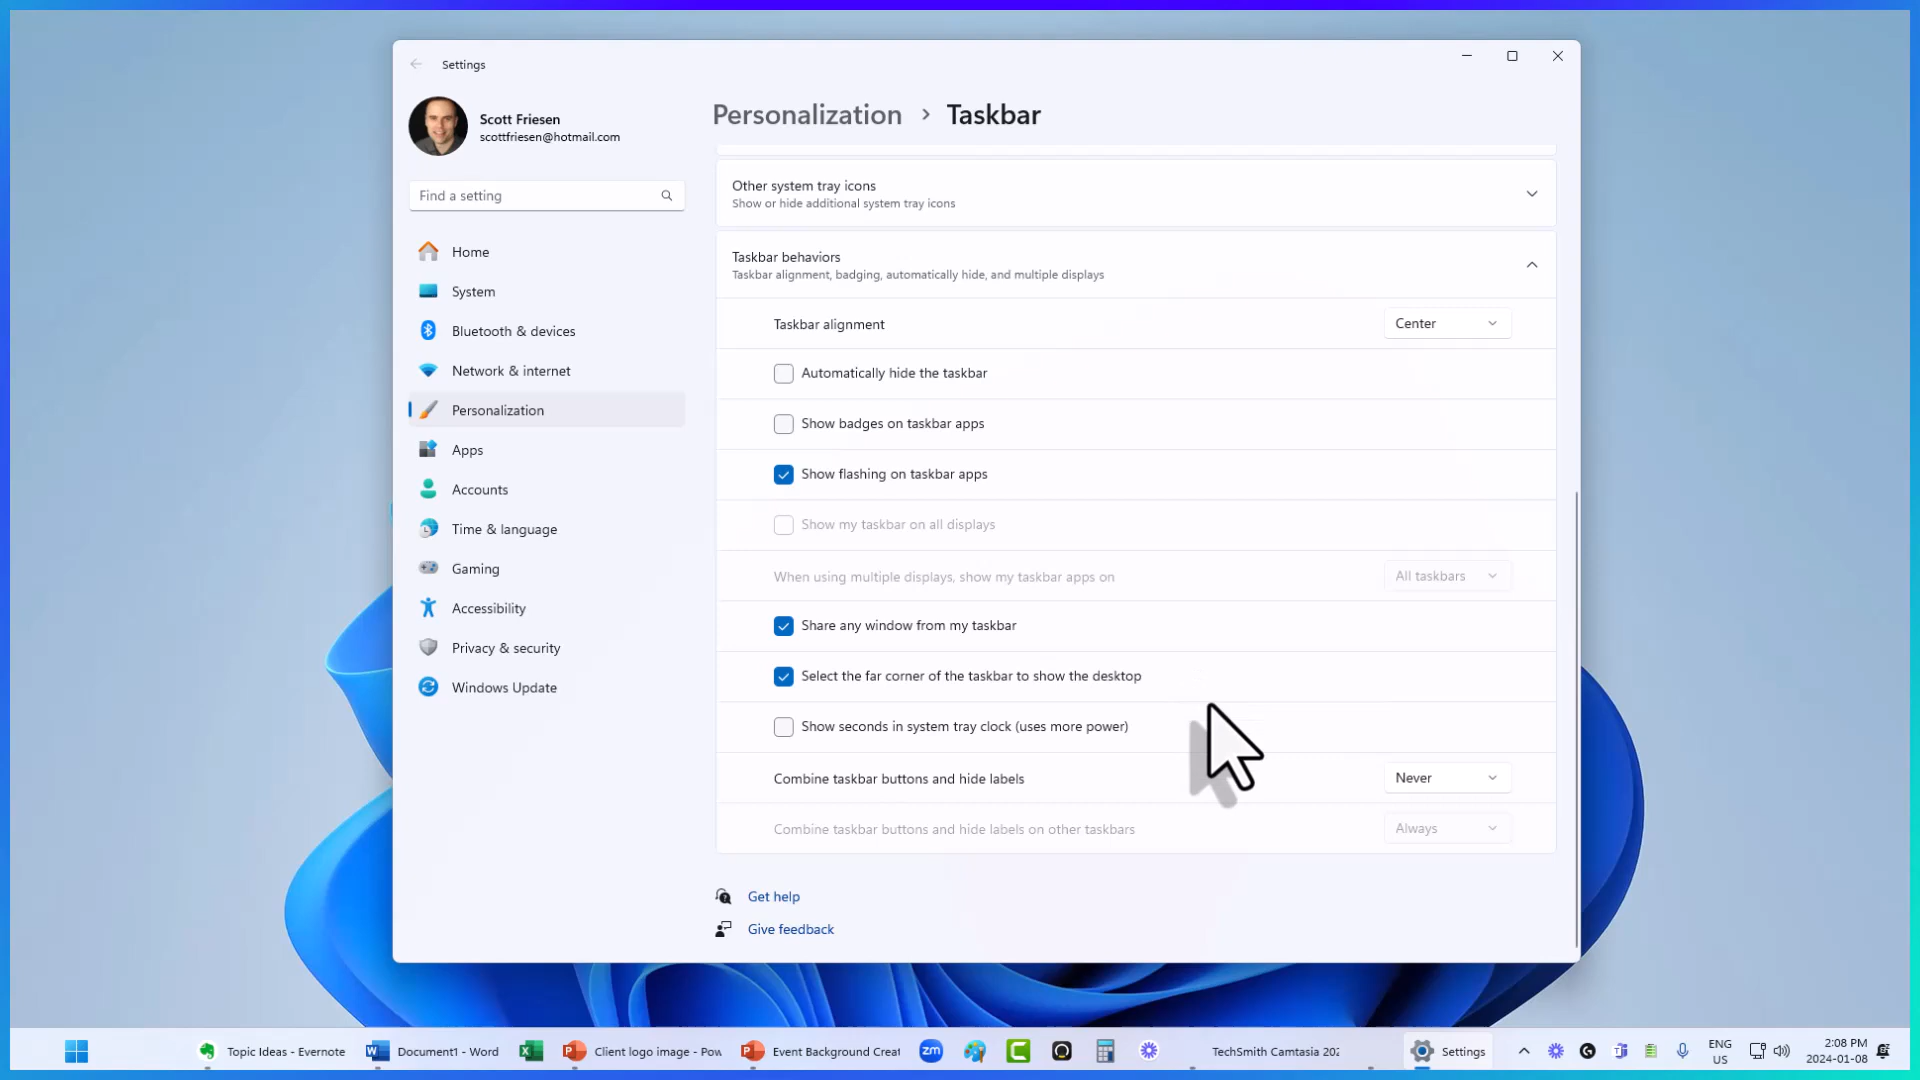 Settings
Scott Friesen
scottfriesen@hotmail.com
Find a setting
Home
System
Bluetooth & devices
Network & internet
Personalization
Apps
Accounts
Time & language
Gaming
Accessibility
Privacy & security
Windows Update
Personalization > Taskbar
Other system tray icons
Show or hide additional system tray icons
Taskbar behaviors
Taskbar alignment, badging, automatically hide, and multiple displays
Taskbar alignment Center
Automatically hide the taskbar
Show badges on taskbar apps
Show flashing on taskbar apps
Show my taskbar on all displays
When using multiple displays, show my taskbar apps on All taskbars
Share any window from my taskbar
Select the far corner of the taskbar to show the desktop
Show seconds in system tray clock (uses more power)
Combine taskbar buttons and hide labels Never
Combine taskbar buttons and hide labels on other taskbars Always
Get help
Give feedback
Topic Ideas - Evernote Document1 - Word Client logo image - Pow Event Background Creat zm TechSmith Camtasia 202 Settings
ENG
US
2:08 PM
2024-01-08